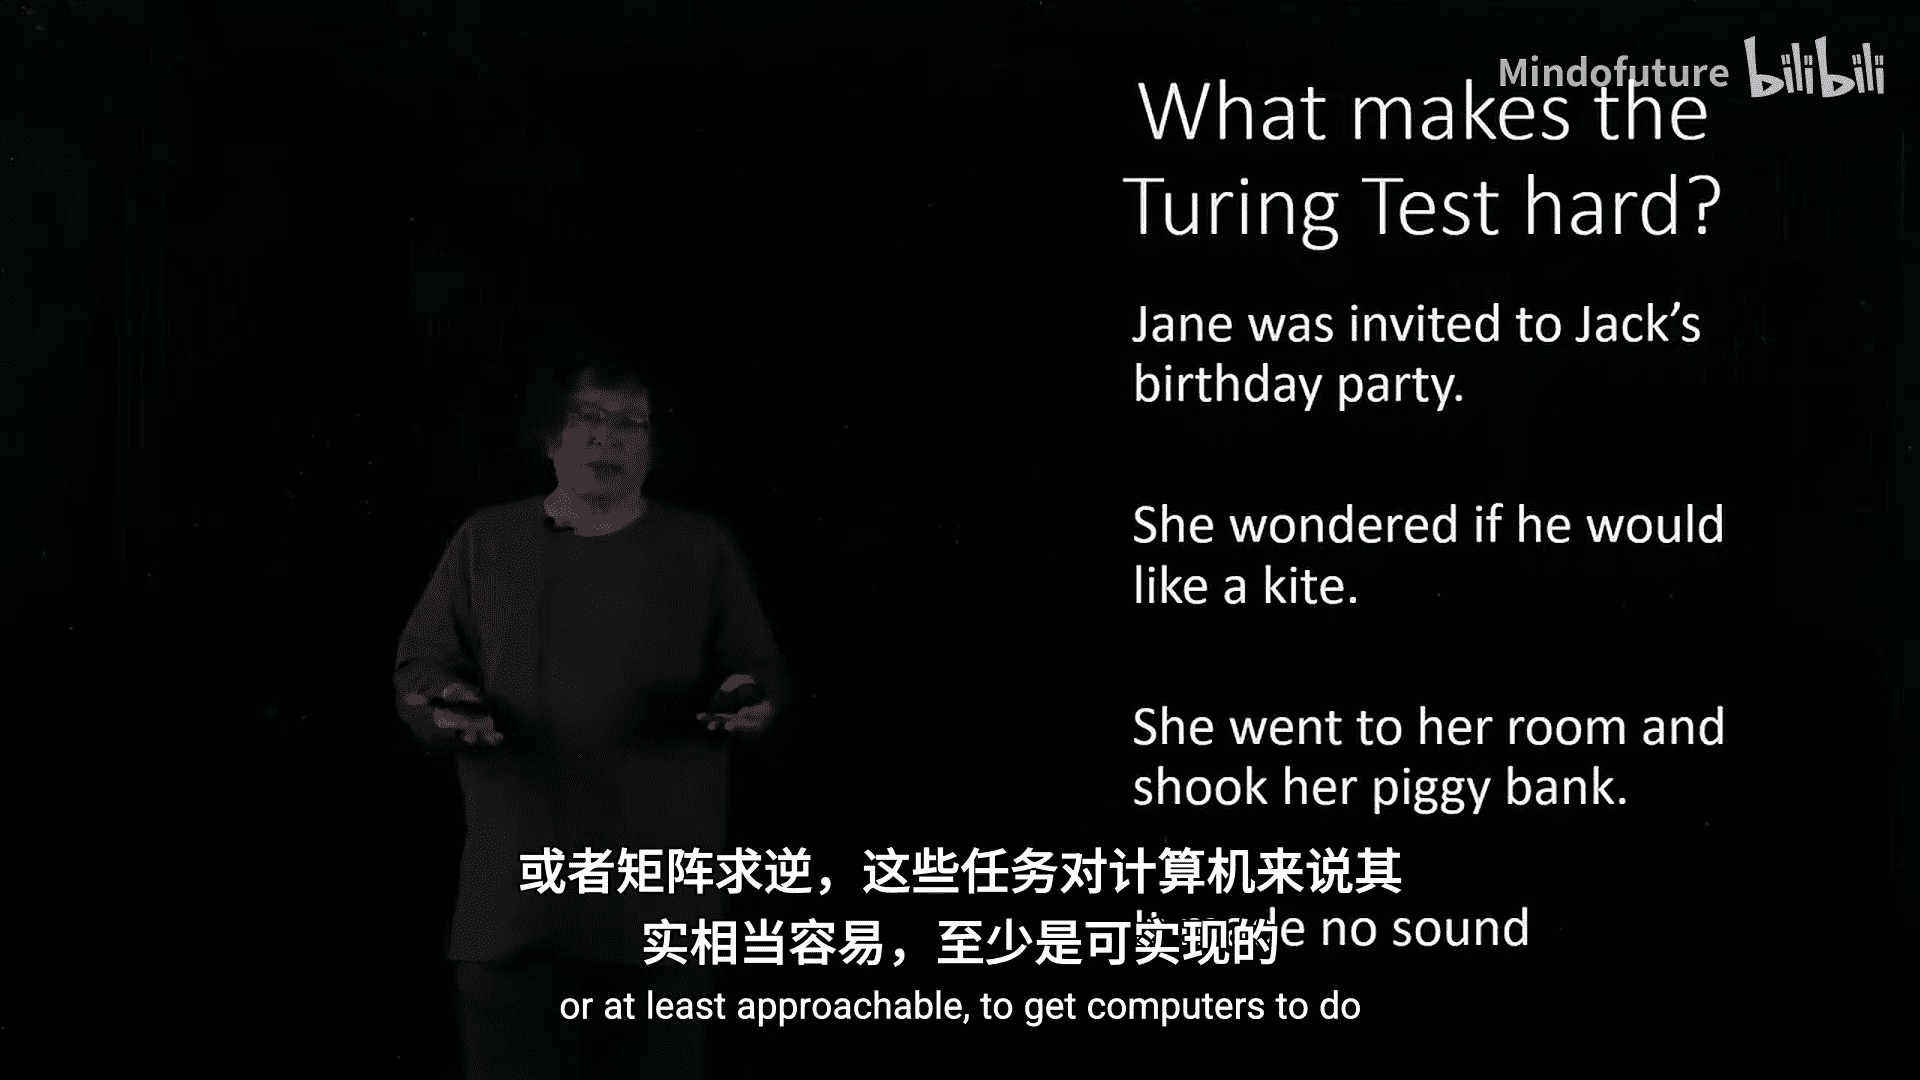 Mindofuture bilibili
What makes the
Turing Test hard?
Jane was invited to Jack’s
birthday party.
She wondered if he would
like a kite.
She went to her room and
shook her piggy bank.
no sound
或者矩阵求逆，这些任务对计算机来说其
实相当容易，至少是可实现的
or at least approachable, to get computers to do